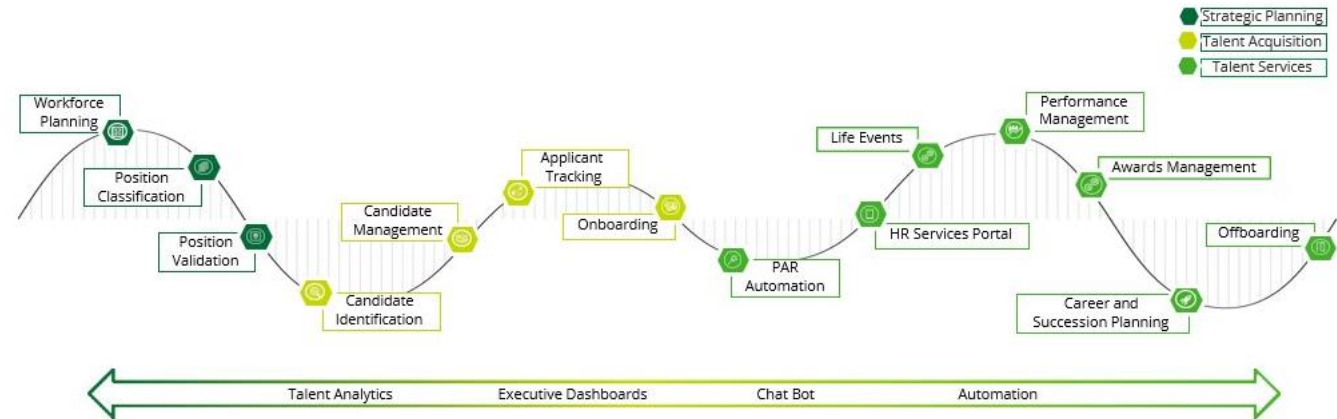 Strategic Planning
Talent Acquisition
Talent Services
Workforce
Planning
Position
Classification
Position
Validation
Candidate
Identification
Candidate
Management
Applicant
Tracking
Onboarding
PAR
Automation
HR Services Portal
Life Events
Performance
Management
Awards Management
Career and
Succession Planning
Offboarding
Talent Analytics
Executive Dashboards
Chat Bot
Automation